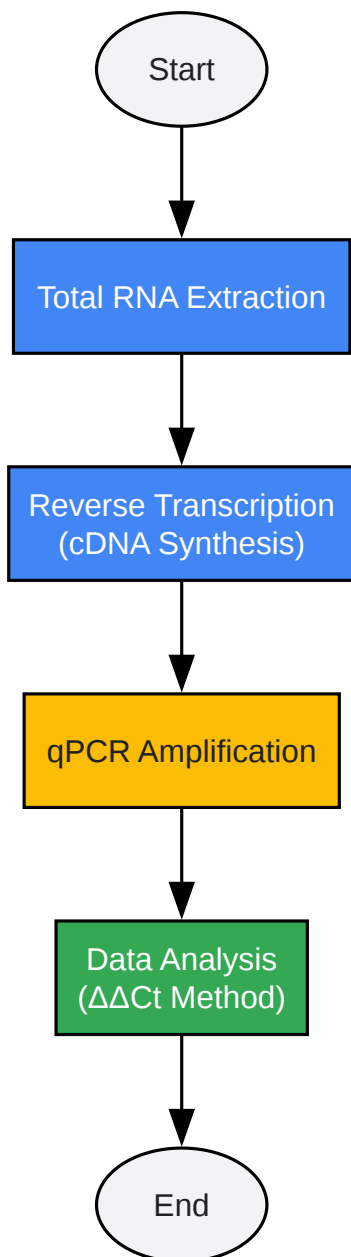 Start
Total RNA Extraction
Reverse Transcription
(cDNA Synthesis)
qPCR Amplification
Data Analysis
(ΔΔCt Method)
End